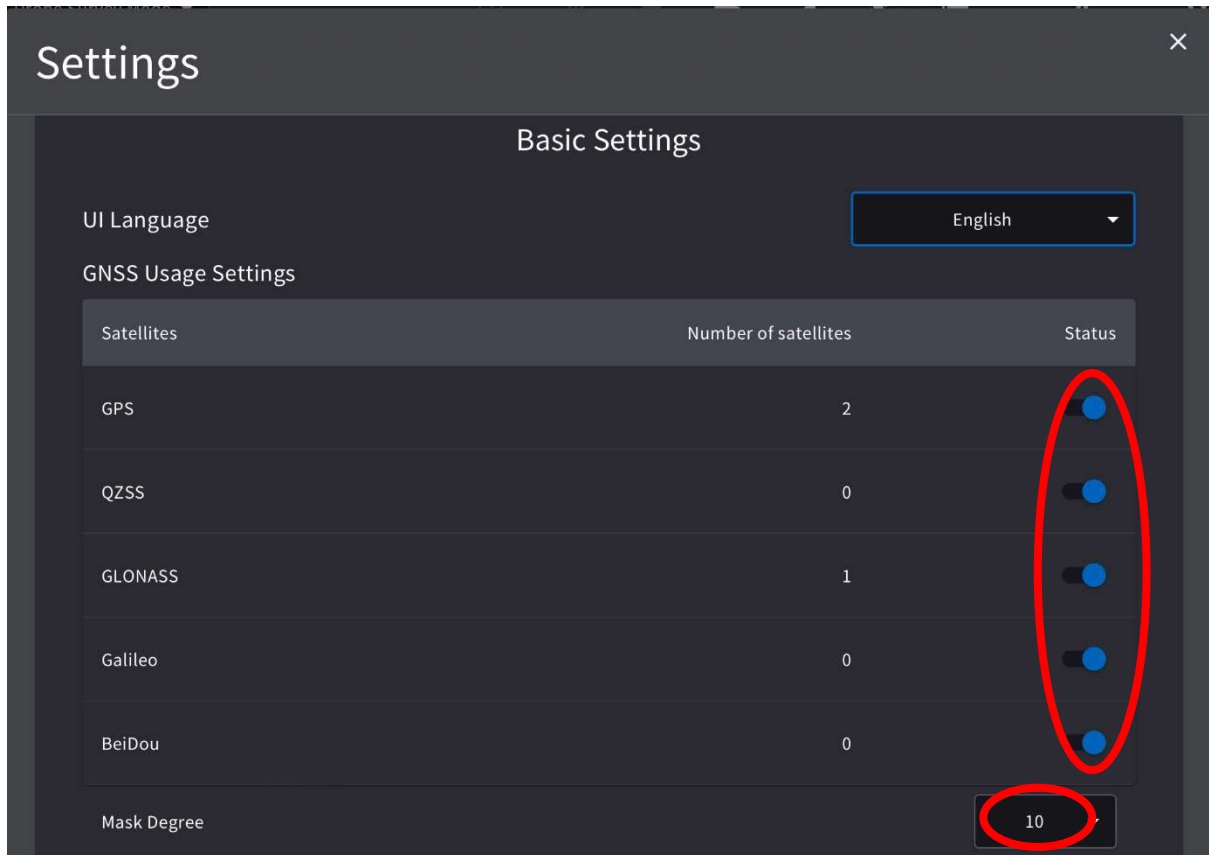 Settings
Basic Settings
UI Language English
GNSS Usage Settings
Satellites Number of satellites Status
GPS 2
QZSS 0
GLONASS 1
Galileo 0
BeiDou 0
Mask Degree 10